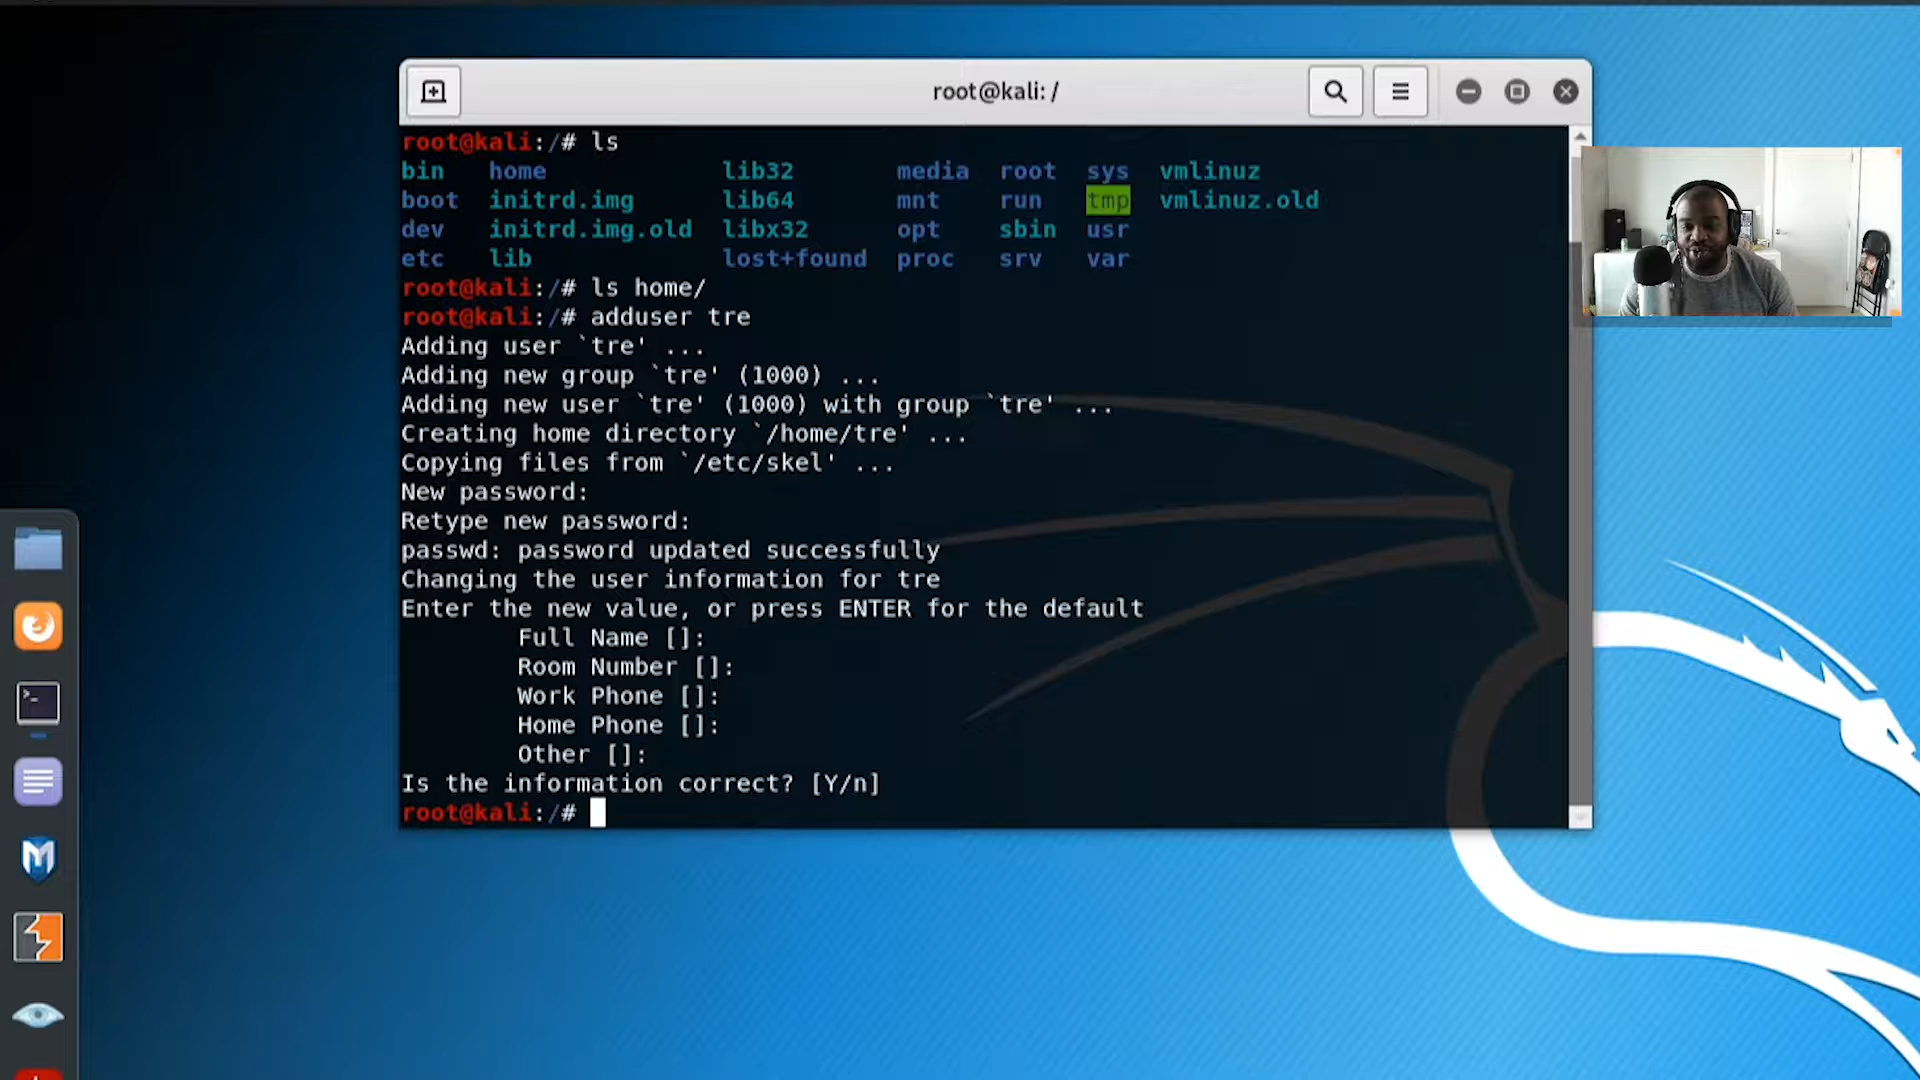 root@kali: /
root@kali:/# ls
bin home lib32 media root sys vmlinuz
boot initrd.img lib64 mnt run tmp vmlinuz.old
dev initrd.img.old libx32 opt sbin usr
etc lib lost+found proc srv var
root@kali:/# ls home/
root@kali:/# adduser tre
Adding user `tre' ...
Adding new group `tre' (1000) ...
Adding new user `tre' (1000) with group `tre' ...
Creating home directory `/home/tre' ...
Copying files from `/etc/skel' ...
New password:
Retype new password:
passwd: password updated successfully
Changing the user information for tre
Enter the new value, or press ENTER for the default
Full Name []:
Room Number []:
Work Phone []:
Home Phone []:
Other []:
Is the information correct? [Y/n]
root@kali:/#